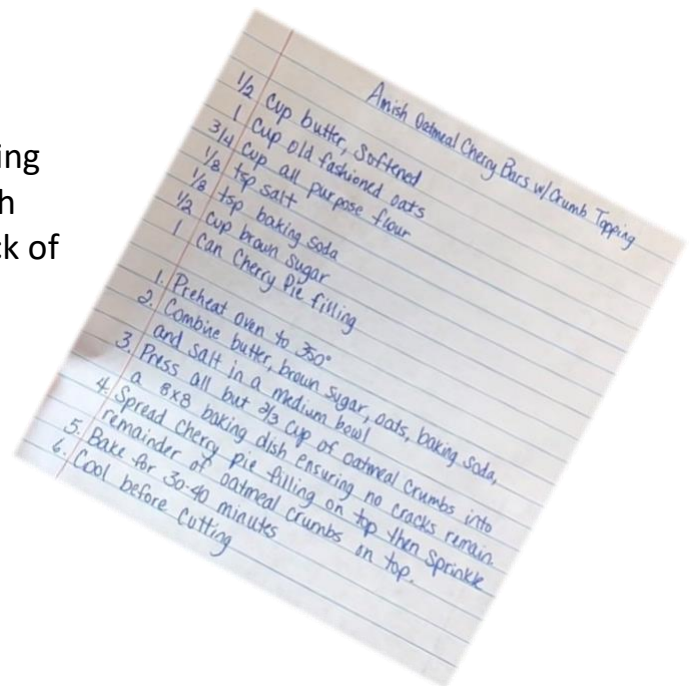 ing
h
ck of
Amish Oatmeal Cherry Bars w/ Crumb Topping
1/2 Cup butter, Softened
1 Cup old fashioned oats
3/4 Cup all purpose flour
1/8 tsp salt
1/8 tsp baking soda
1/2 cup brown sugar
1 can Cherry Pie filling
1. Preheat oven to 350°
2. Combine butter, brown sugar, oats, baking soda,
and salt in a medium bowl
3. Press all but 2/3 cup of oatmeal crumbs into
a 8x8 baking dish ensuring no cracks remain.
4. Spread cherry pie filling on top then sprinkle
remainder of oatmeal crumbs on top.
5. Bake for 30-40 minutes
6. Cool before cutting